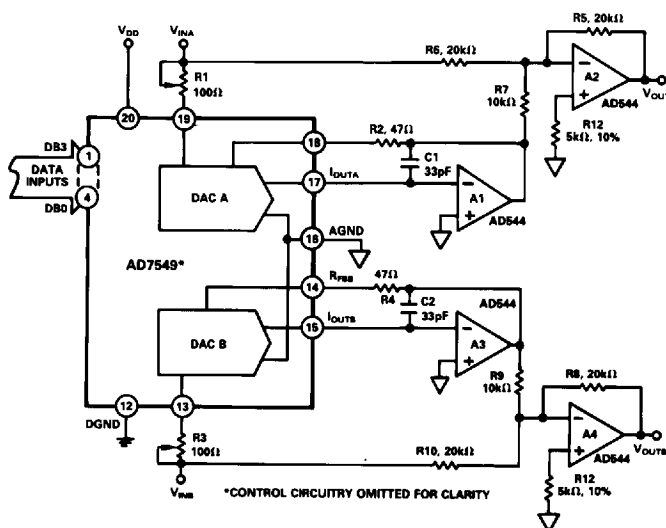 VDD
VINA
R1
100Ω
R6, 20kΩ
R5, 20kΩ
A2
AD544
VOUT
R7
10kΩ
R12
5kΩ, 10%
20
19
DB3
1
DATA
INPUTS
4
DB0
DAC A
18
R2, 47Ω
C1
33pF
17
IOUTA
A1
AD544
16
AGND
AD7549*
14
RFBB
47Ω
R4
C2
33pF
AD544
15
IOUTB
A3
DAC B
R9
10kΩ
R8, 20kΩ
A4
AD544
VOUTB
12
DGND
13
R3
100Ω
R10, 20kΩ
R12
5kΩ, 10%
VINB
*CONTROL CIRCUITRY OMITTED FOR CLARITY